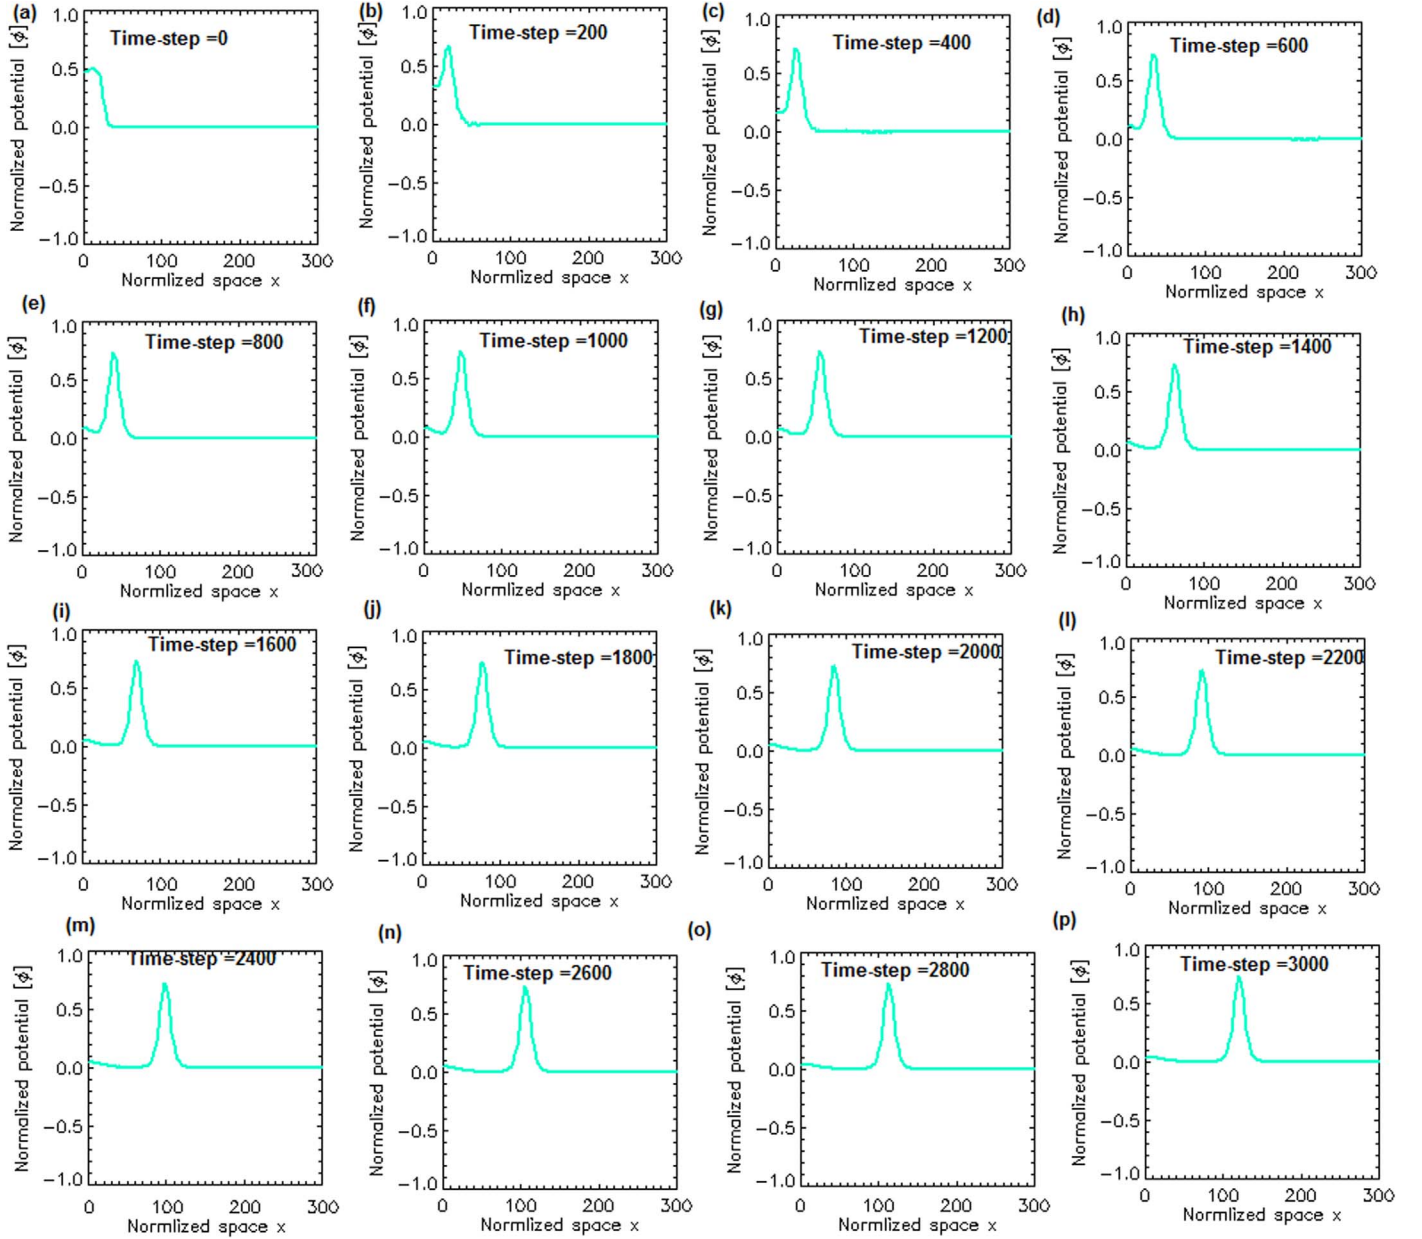 (a)
Normalized potential [ϕ]
Time-step =0
1.0
0.5
0.0
−0.5
−1.0
0 100 200 300
Normlized space x
(b)
Normalized potential [ϕ]
Time-step =200
1.0
0.5
0.0
−0.5
−1.0
0 100 200 300
Normlized space x
(c)
Normalized potential [ϕ]
Time-step =400
1.0
0.5
0.0
−0.5
−1.0
0 100 200 300
Normlized space x
(d)
Normalized potential [ϕ]
Time-step =600
1.0
0.5
0.0
−0.5
−1.0
0 100 200 300
Normlized space x
(e)
Normalized potential [ϕ]
Time-step =800
1.0
0.5
0.0
−0.5
−1.0
0 100 200 300
Normlized space x
(f)
Normalized potential [ϕ]
Time-step =1000
1.0
0.5
0.0
−0.5
−1.0
0 100 200 300
Normlized space x
(g)
Normalized potential [ϕ]
Time-step =1200
1.0
0.5
0.0
−0.5
−1.0
0 100 200 300
Normlized space x
(h)
Normalized potential [ϕ]
Time-step =1400
1.0
0.5
0.0
−0.5
−1.0
0 100 200 300
Normlized space x
(i)
Normalized potential [ϕ]
Time-step =1600
1.0
0.5
0.0
−0.5
−1.0
0 100 200 300
Normlized space x
(j)
Normalized potential [ϕ]
Time-step =1800
1.0
0.5
0.0
−0.5
−1.0
0 100 200 300
Normlized space x
(k)
Normalized potential [ϕ]
Time-step =2000
1.0
0.5
0.0
−0.5
−1.0
0 100 200 300
Normlized space x
(l)
Normalized potential [ϕ]
Time-step =2200
1.0
0.5
0.0
−0.5
−1.0
0 100 200 300
Normlized space x
(m)
Normalized potential [ϕ]
Time-step =2400
1.0
0.5
0.0
−0.5
−1.0
0 100 200 300
Normlized space x
(n)
Normalized potential [ϕ]
Time-step =2600
1.0
0.5
0.0
−0.5
−1.0
0 100 200 300
Normlized space x
(o)
Normalized potential [ϕ]
Time-step =2800
1.0
0.5
0.0
−0.5
−1.0
0 100 200 300
Normlized space x
(p)
Normalized potential [ϕ]
Time-step =3000
1.0
0.5
0.0
−0.5
−1.0
0 100 200 300
Normlized space x